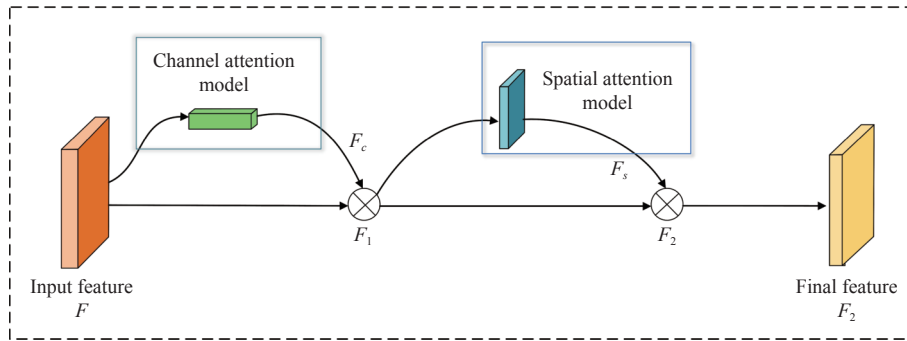 Channel attention
model
Spatial attention
model
F_c
F_s
F_1
F_2
Input feature
F
Final feature
F_2